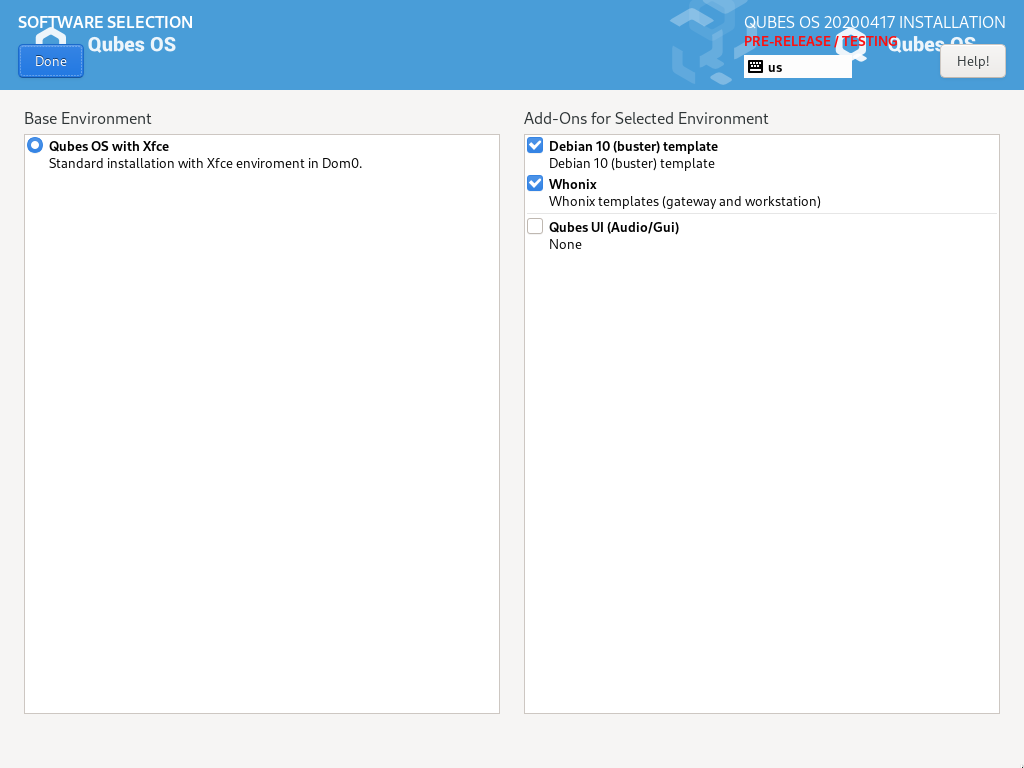 SOFTWARE SELECTION
Qubes OS
Done
QUBES OS 20200417 INSTALLATION
PRE-RELEASE / TESTING
Qubes OS
us
Help!
Base Environment
Qubes OS with Xfce
Standard installation with Xfce enviroment in Dom0.
Add-Ons for Selected Environment
Debian 10 (buster) template
Debian 10 (buster) template
Whonix
Whonix templates (gateway and workstation)
Qubes UI (Audio/Gui)
None